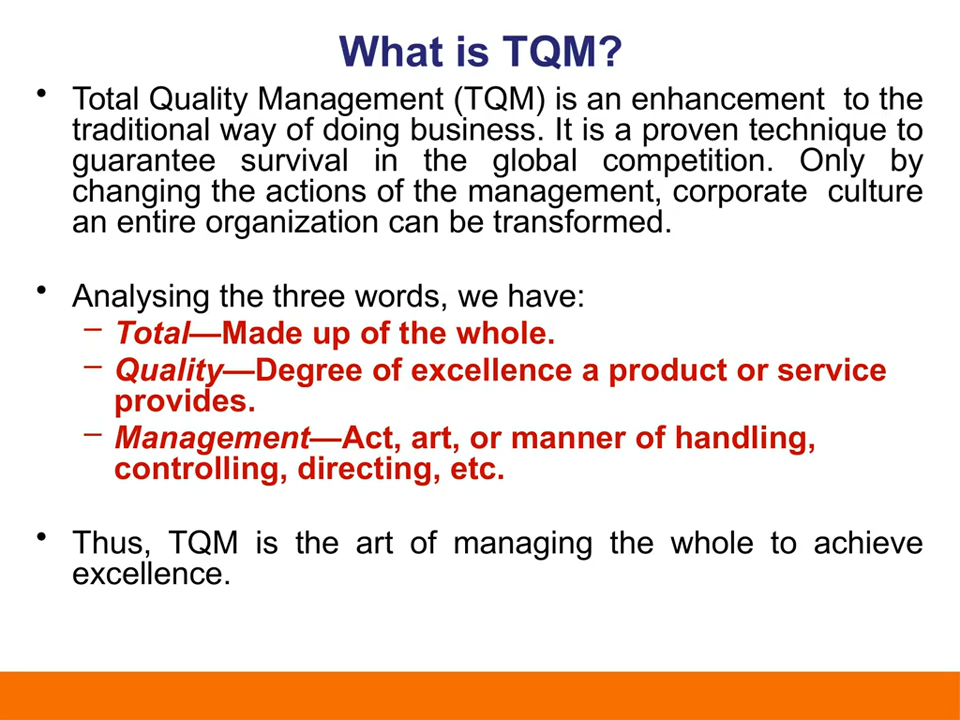 What is TQM?
• Total Quality Management (TQM) is an enhancement to the
traditional way of doing business. It is a proven technique to
guarantee survival in the global competition. Only by
changing the actions of the management, corporate culture
an entire organization can be transformed.
• Analysing the three words, we have:
– Total—Made up of the whole.
– Quality—Degree of excellence a product or service
provides.
– Management—Act, art, or manner of handling,
controlling, directing, etc.
• Thus, TQM is the art of managing the whole to achieve
excellence.